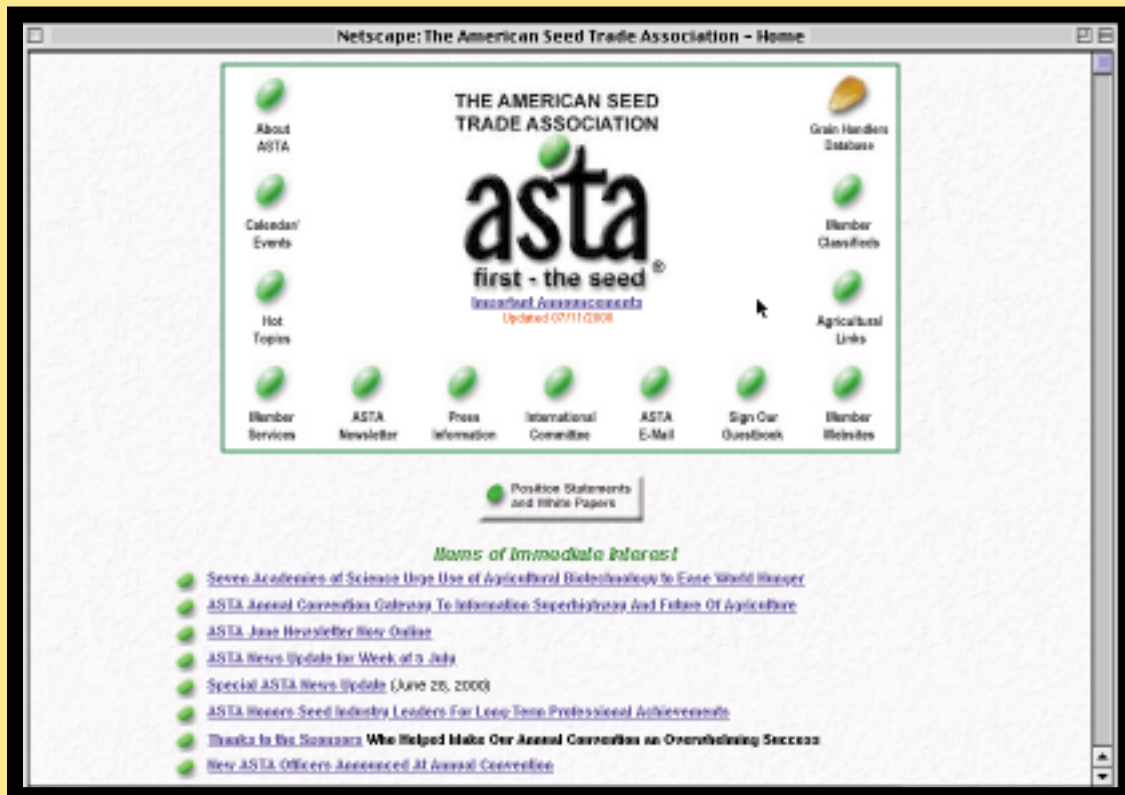 Netscape: The American Seed Trade Association – Home
THE AMERICAN SEED
TRADE ASSOCIATION
asta
first - the seed ®
Important Announcements
Updated 07/11/2000
About
ASTA
Calendar/
Events
Hot
Topics
Member
Services
ASTA
Newsletter
Press
Information
International
Committee
ASTA
E-Mail
Sign Our
Guestbook
Member
Websites
Grain Handlers
Database
Member
Classifieds
Agricultural
Links
Position Statements
and White Papers
Items of Immediate Interest
Seven Academies of Science Urge Use of Agricultural Biotechnology to Ease World Hunger
ASTA Annual Convention Gateway To Information Superhighway And Future Of Agriculture
ASTA June Newsletter Now Online
ASTA News Update for Week of 5 July
Special ASTA News Update (June 28, 2000)
ASTA Honors Seed Industry Leaders For Long-Term Professional Achievements
Thanks to the Sponsors Who Helped Make Our Annual Convention an Overwhelming Success
New ASTA Officers Announced At Annual Convention